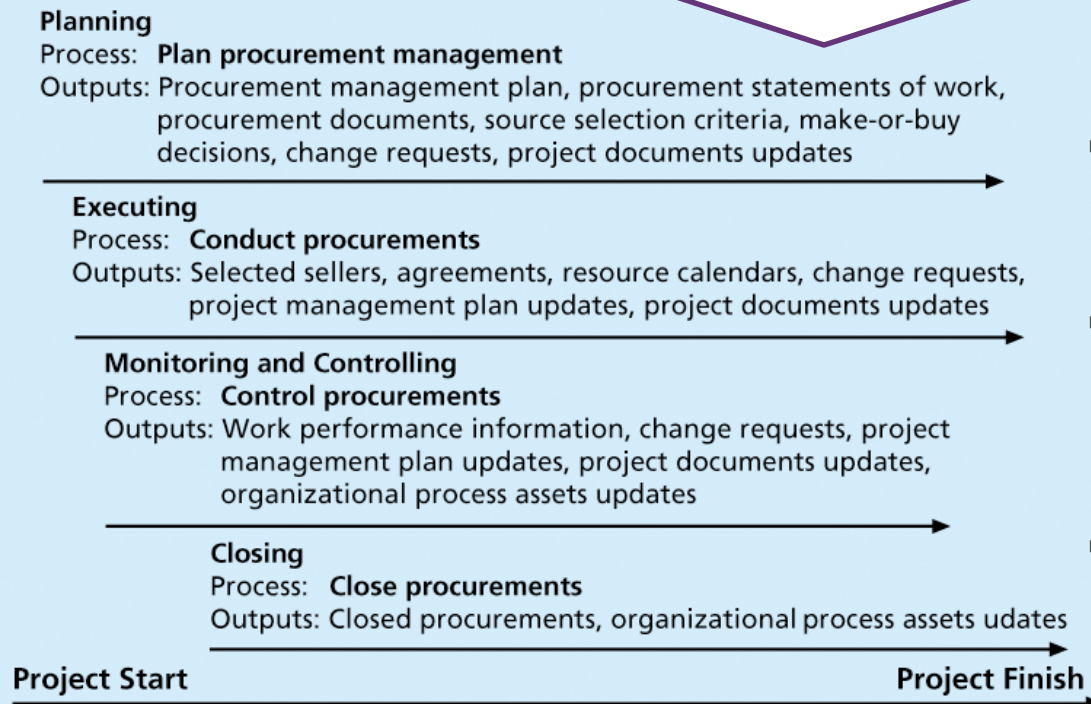 Planning
Process: Plan procurement management
Outputs: Procurement management plan, procurement statements of work,
procurement documents, source selection criteria, make-or-buy
decisions, change requests, project documents updates
Executing
Process: Conduct procurements
Outputs: Selected sellers, agreements, resource calendars, change requests,
project management plan updates, project documents updates
Monitoring and Controlling
Process: Control procurements
Outputs: Work performance information, change requests, project
management plan updates, project documents updates,
organizational process assets updates
Closing
Process: Close procurements
Outputs: Closed procurements, organizational process assets udates
Project Start Project Finish